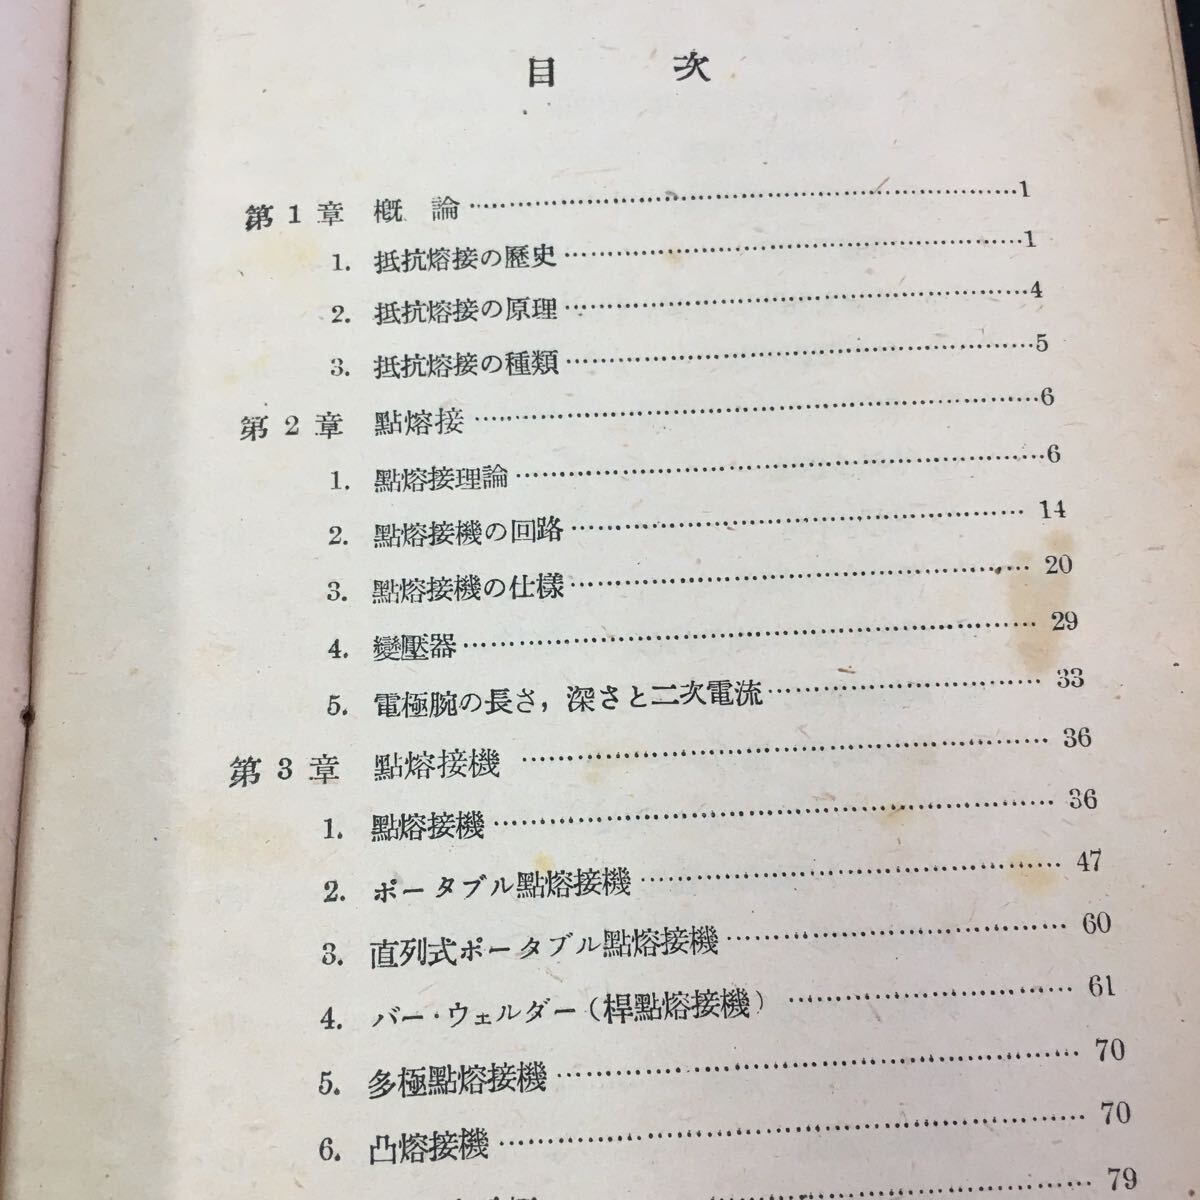 目次
第1章 概論……………………………1
1. 抵抗熔接の歷史……………………………1
2. 抵抗熔接の原理……………………………4
3. 抵抗熔接の種類……………………………5
第2章 點熔接……………………………6
1. 點熔接理論……………………………6
2. 點熔接機の回路……………………………14
3. 點熔接機の仕樣……………………………20
4. 變壓器……………………………29
5. 電極腕の長さ，深さと二次電流……………………………33
第3章 點熔接機……………………………36
1. 點熔接機……………………………36
2. ポータブル點熔接機……………………………47
3. 直列式ポータブル點熔接機……………………………60
4. バー・ウェルダー（桿點熔接機）……………………………61
5. 多極點熔接機……………………………70
6. 凸熔接機……………………………70
79